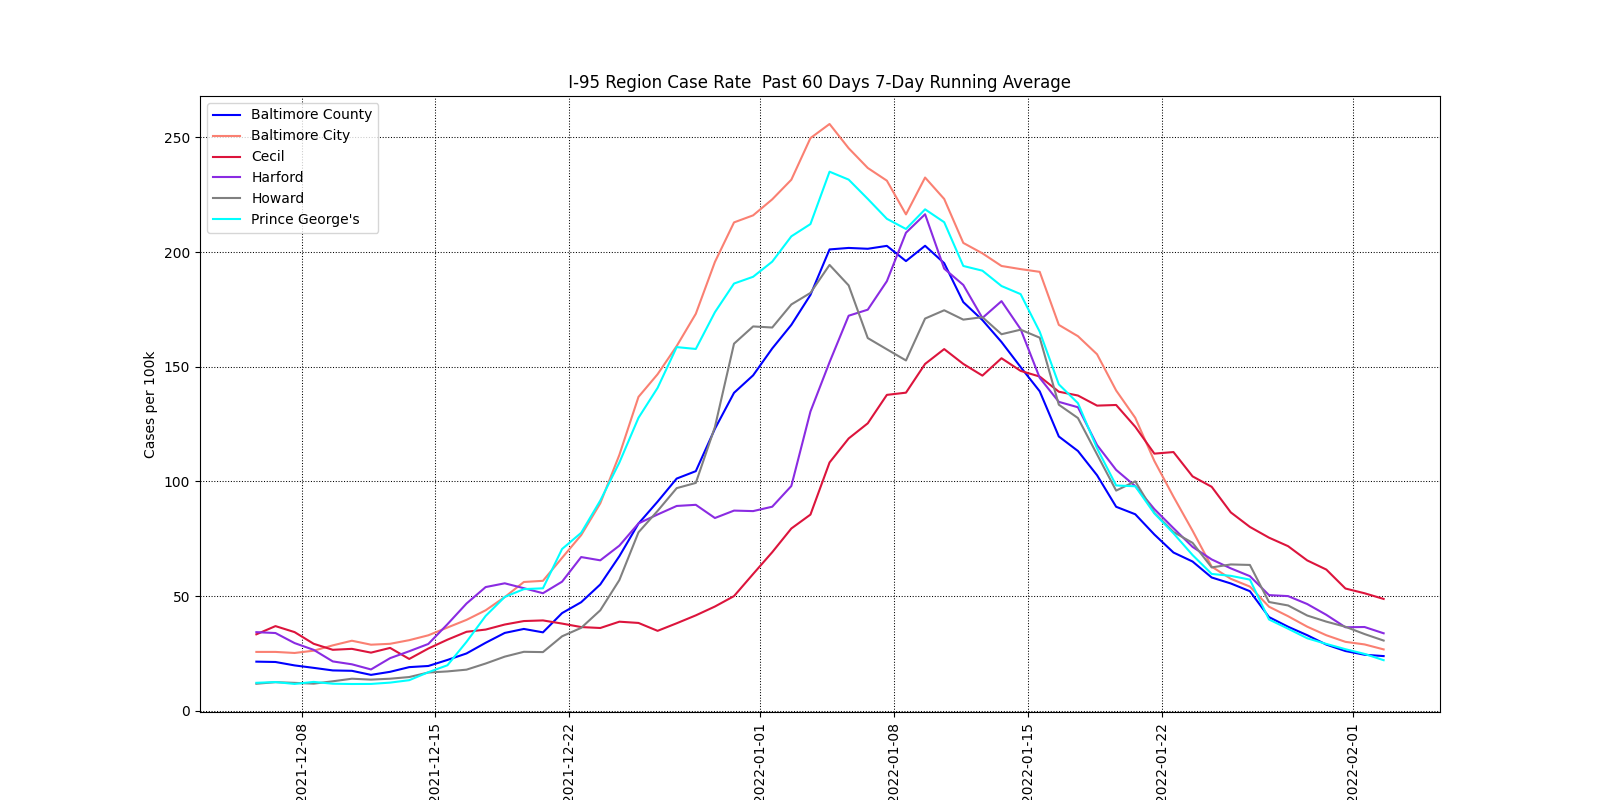 I-95 Region Case Rate  Past 60 Days 7-Day Running Average
Baltimore County
Baltimore City
Cecil
Harford
Howard
Prince George's
Cases per 100k
250
200
150
100
50
0
2021-12-08
2021-12-15
2021-12-22
2022-01-01
2022-01-08
2022-01-15
2022-01-22
2022-02-01